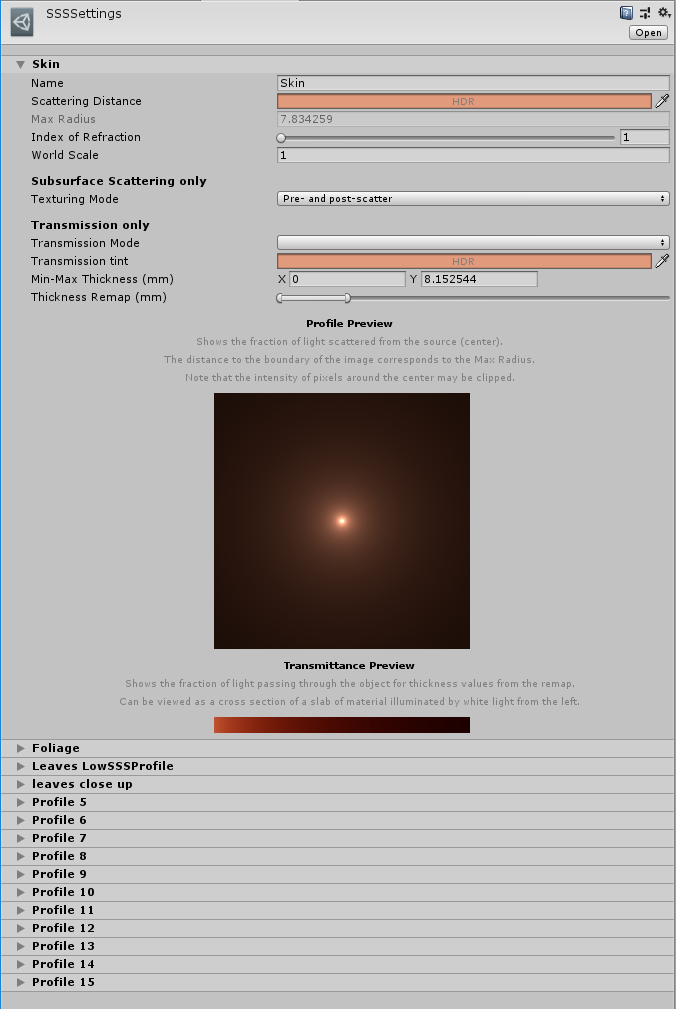 SSSSettings
Open
Skin
Name Skin
Scattering Distance HDR
Max Radius 7.834259
Index of Refraction 1
World Scale 1
Subsurface Scattering only
Texturing Mode Pre- and post-scatter
Transmission only
Transmission Mode
Transmission tint HDR
Min-Max Thickness (mm) X 0 Y 8.152544
Thickness Remap (mm)
Profile Preview
Shows the fraction of light scattered from the source (center).
The distance to the boundary of the image corresponds to the Max Radius.
Note that the intensity of pixels around the center may be clipped.
Transmittance Preview
Shows the fraction of light passing through the object for thickness values from the remap.
Can be viewed as a cross section of a slab of material illuminated by white light from the left.
Foliage
Leaves LowSSSProfile
leaves close up
Profile 5
Profile 6
Profile 7
Profile 8
Profile 9
Profile 10
Profile 11
Profile 12
Profile 13
Profile 14
Profile 15